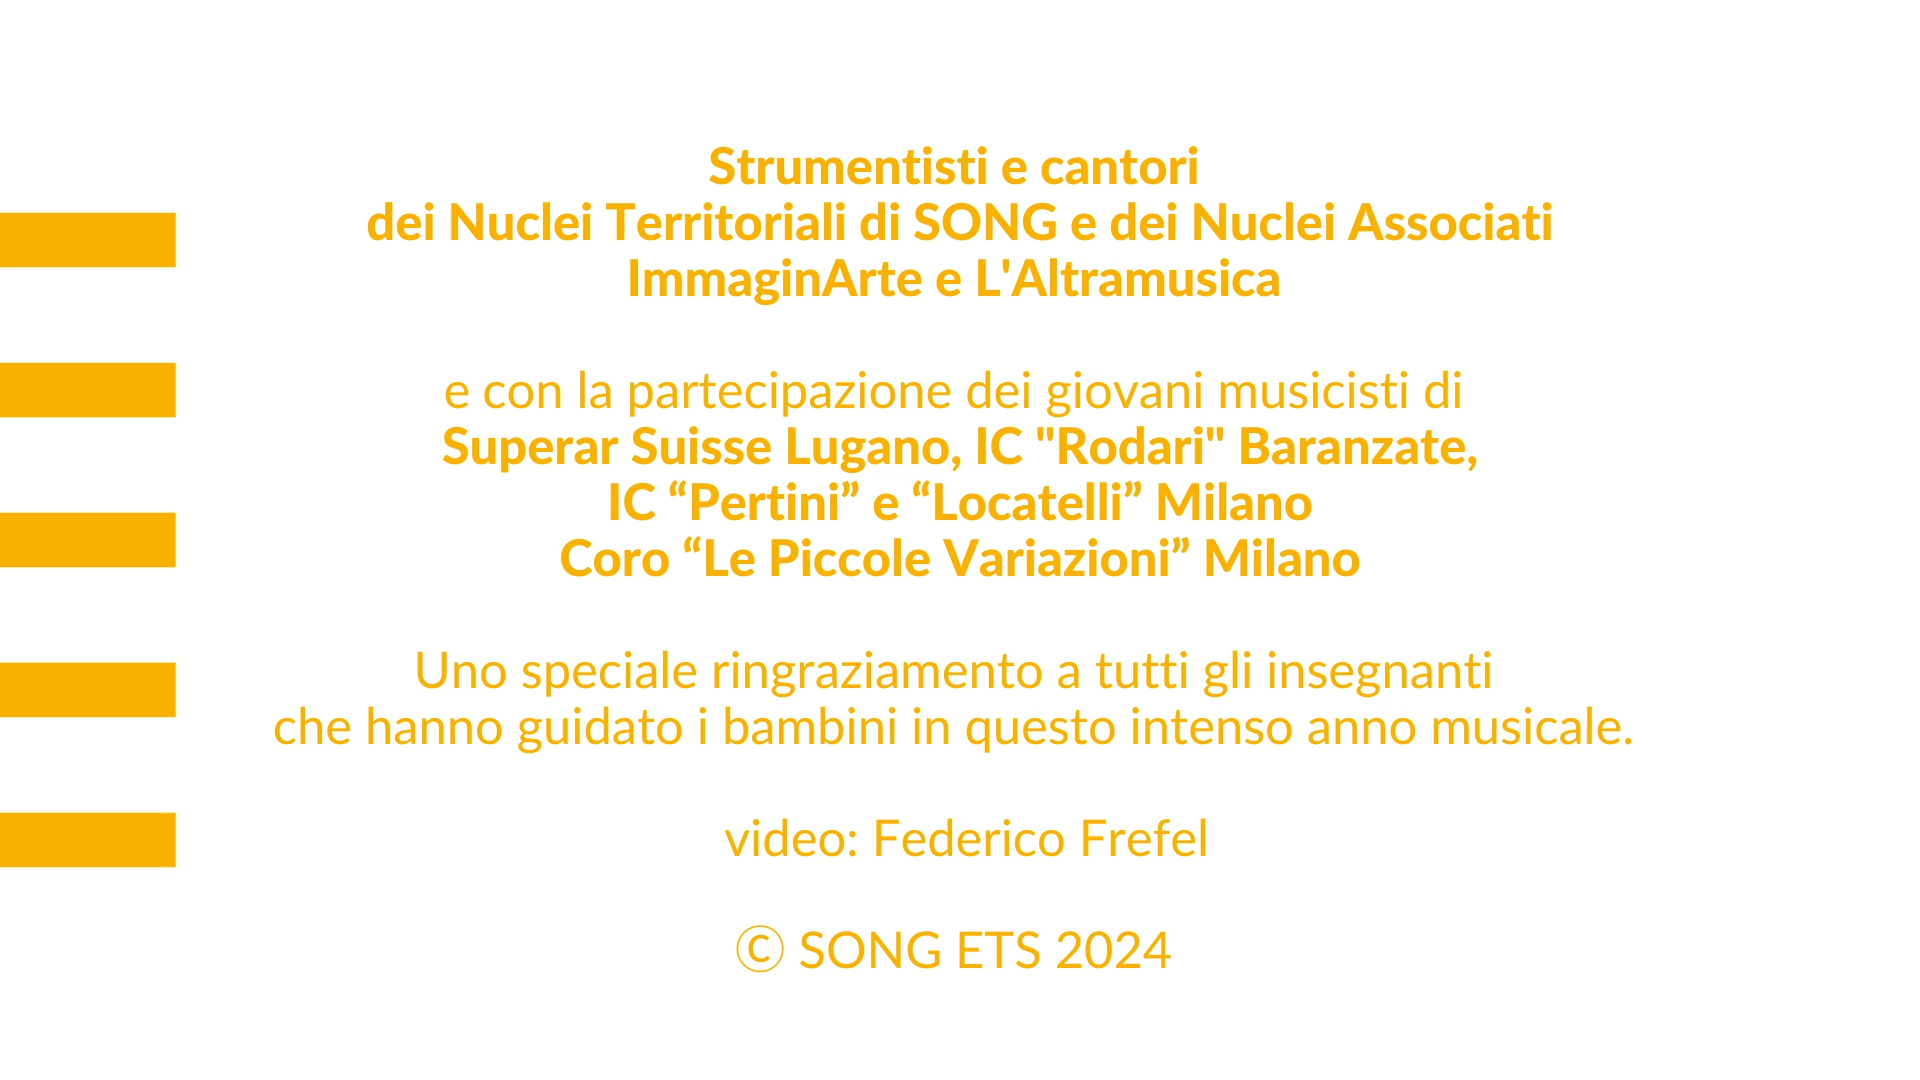 Strumentisti e cantori
dei Nuclei Territoriali di SONG e dei Nuclei Associati
ImmaginArte e L'Altramusica
e con la partecipazione dei giovani musicisti di
Superar Suisse Lugano, IC "Rodari" Baranzate,
IC “Pertini” e “Locatelli” Milano
Coro “Le Piccole Variazioni” Milano
Uno speciale ringraziamento a tutti gli insegnanti
che hanno guidato i bambini in questo intenso anno musicale.
video: Federico Frefel
© SONG ETS 2024